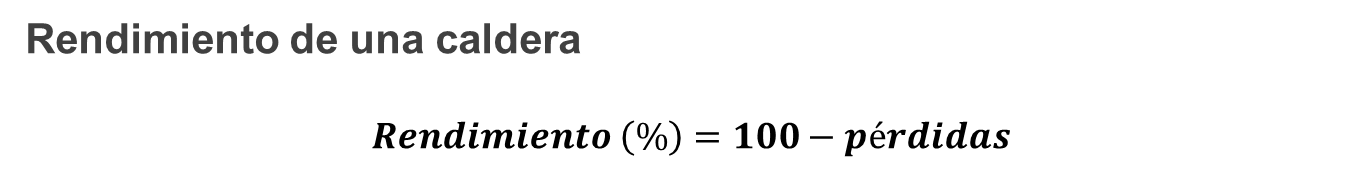 Rendimiento de una caldera
Rendimiento (%) = 100 − pérdidas